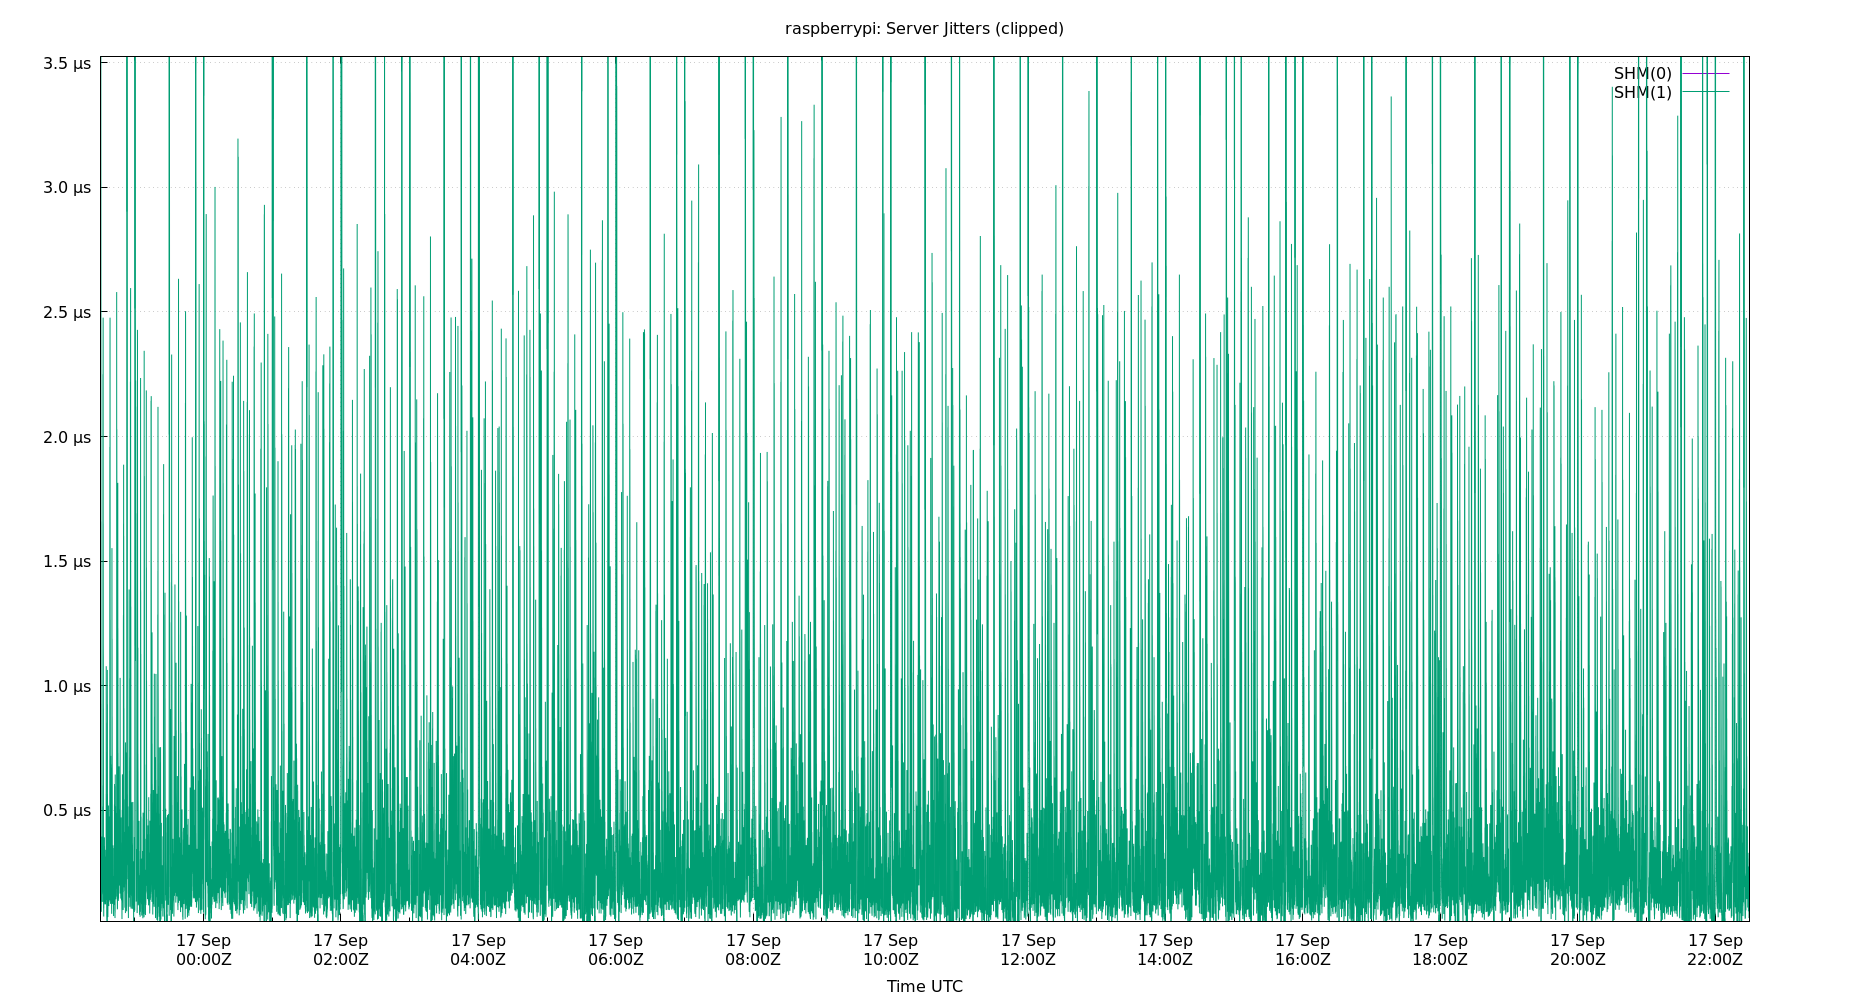 raspberrypi: Server Jitters (clipped)
3.5 µs
SHM(0)
SHM(1)
3.0 µs
2.5 µs
2.0 µs
1.5 µs
1.0 µs
0.5 µs
17 Sep 17 Sep 17 Sep 17 Sep 17 Sep 17 Sep 17 Sep 17 Sep 17 Sep 17 Sep 17 Sep 17 Sep
00:00Z 02:00Z 04:00Z 06:00Z 08:00Z 10:00Z 12:00Z 14:00Z 16:00Z 18:00Z 20:00Z 22:00Z
Time UTC